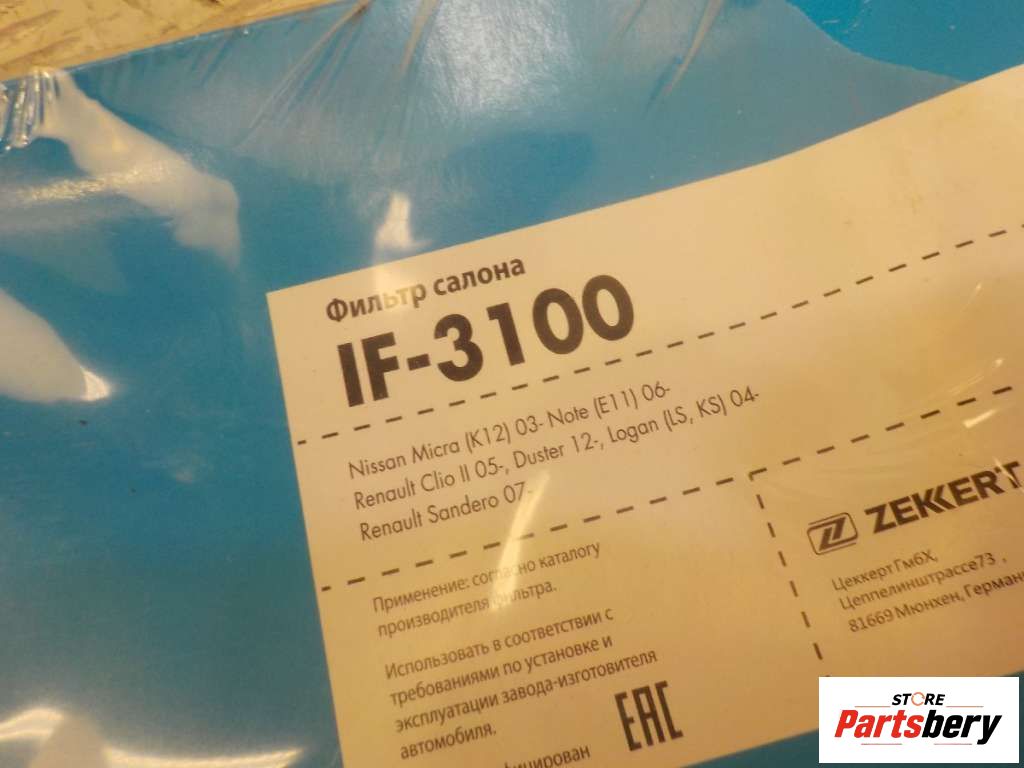 Фильтр салона
IF-3100
Nissan Micra (K12) 03- Note (E11) 06-
Renault Clio II 05-, Duster 12-, Logan (LS, KS) 04-
Renault Sandero 07-
Применение: согласно каталогу
производителя фильтра.
Использовать в соответствии с
требованиями по установке и
эксплуатации завода-изготовителя
автомобиля.
EAC
ZEKKERT
Цеккерт ГмбХ,
Цеппелинштрассе73 ,
81669 Мюнхен,
STORE
Partsbery